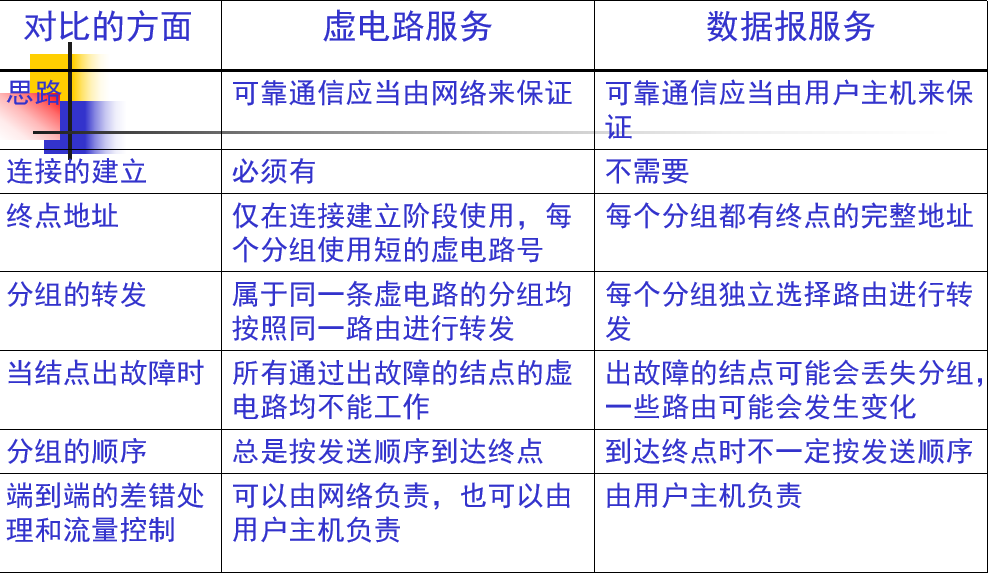 对比的方面 虚电路服务 数据报服务
思路 可靠通信应当由网络来保证 可靠通信应当由用户主机来保
证
连接的建立 必须有 不需要
终点地址 仅在连接建立阶段使用，每 每个分组都有终点的完整地址
个分组使用短的虚电路号
分组的转发 属于同一条虚电路的分组均 每个分组独立选择路由进行转
按照同一路由进行转发 发
当结点出故障时 所有通过出故障的结点的虚 出故障的结点可能会丢失分组，
电路均不能工作 一些路由可能会发生变化
分组的顺序 总是按发送顺序到达终点 到达终点时不一定按发送顺序
端到端的差错处 可以由网络负责，也可以由 由用户主机负责
理和流量控制 用户主机负责